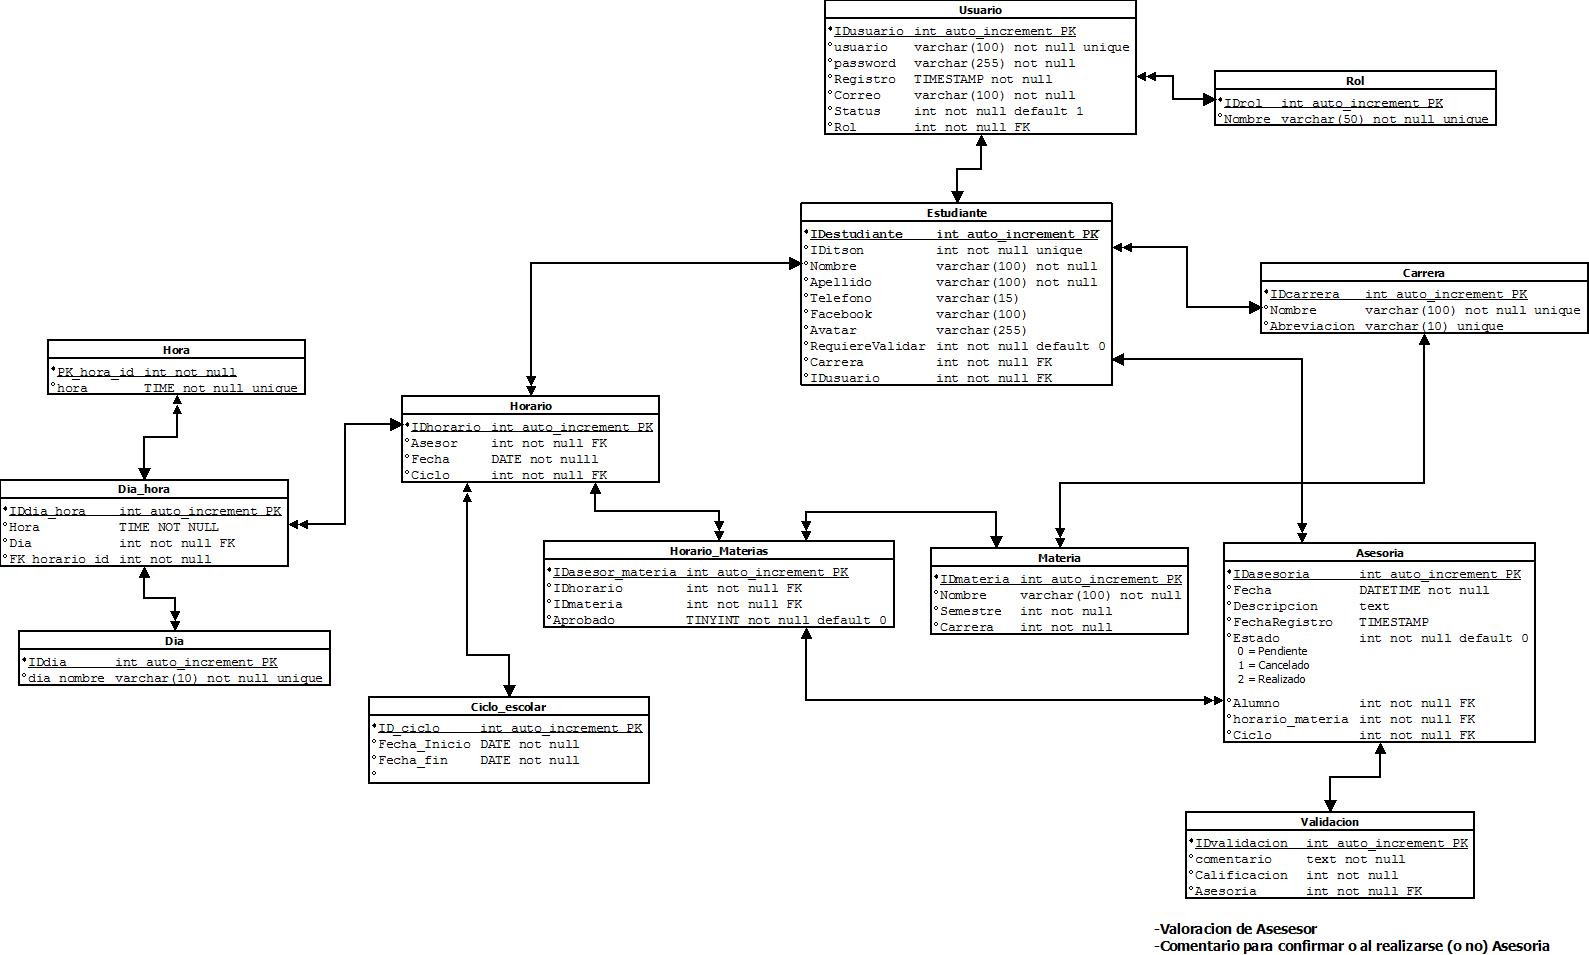 Usuario
IDusuario int auto_increment PK
usuario varchar(100) not null unique
password varchar(255) not null
Registro TIMESTAMP not null
Correo varchar(100) not null
Status int not null default 1
Rol int not null FK
Rol
IDrol int auto_increment PK
Nombre varchar(50) not null unique
Estudiante
IDestudiante int auto_increment PK
IDitson int not null unique
Nombre varchar(100) not null
Apellido varchar(100) not null
Telefono varchar(15)
Facebook varchar(100)
Avatar varchar(255)
RequiereValidar int not null default 0
Carrera int not null FK
IDusuario int not null FK
Carrera
IDcarrera int auto_increment PK
Nombre varchar(100) not null unique
Abreviacion varchar(10) unique
Hora
PK_hora_id int not null
hora TIME not null unique
Horario
IDhorario int auto_increment PK
Asesor int not null FK
Fecha DATE not nulll
Ciclo int not null FK
Dia_hora
IDdia_hora int auto_increment PK
Hora TIME NOT NULL
Dia int not null FK
FK_horario_id int not null
Horario_Materias
IDasesor_materia int auto_increment PK
IDhorario int not null FK
IDmateria int not null FK
Aprobado TINYINT not null default 0
Materia
IDmateria int auto_increment PK
Nombre varchar(100) not null
Semestre int not null
Carrera int not null
Asesoria
IDasesoria int auto_increment PK
Fecha DATETIME not null
Descripcion text
FechaRegistro TIMESTAMP
Estado int not null default 0
0 = Pendiente
1 = Cancelado
2 = Realizado
Alumno int not null FK
horario_materia int not null FK
Ciclo int not null FK
Dia
IDdia int auto_increment PK
dia_nombre varchar(10) not null unique
Ciclo_escolar
ID_ciclo int auto_increment PK
Fecha_Inicio DATE not null
Fecha_fin DATE not null
Validacion
IDvalidacion int auto_increment PK
comentario text not null
Calificacion int not null
Asesoria int not null FK
-Valoracion de Asesesor
-Comentario para confirmar o al realizarse (o no) Asesoria